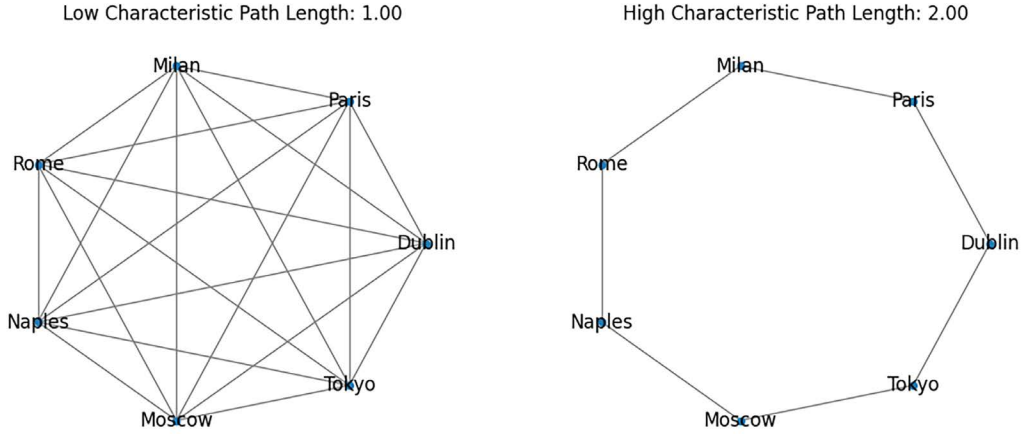 Low Characteristic Path Length: 1.00
Milan
Paris
Rome
Dublin
Naples
Tokyo
Moscow
High Characteristic Path Length: 2.00
Milan
Paris
Rome
Dublin
Naples
Tokyo
Moscow